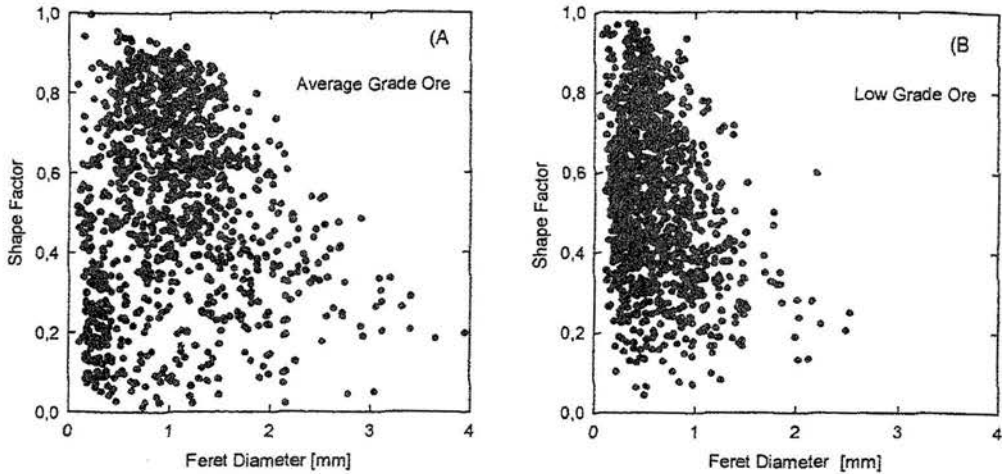 1,0
0,8
0,6
0,4
0,2
0,0
Shape Factor
(A
Average Grade Ore
0 1 2 3 4
Feret Diameter [mm]
1,0
0,8
0,6
0,4
0,2
0,0
Shape Factor
(B)
Low Grade Ore
0 1 2 3 4
Feret Diameter [mm]